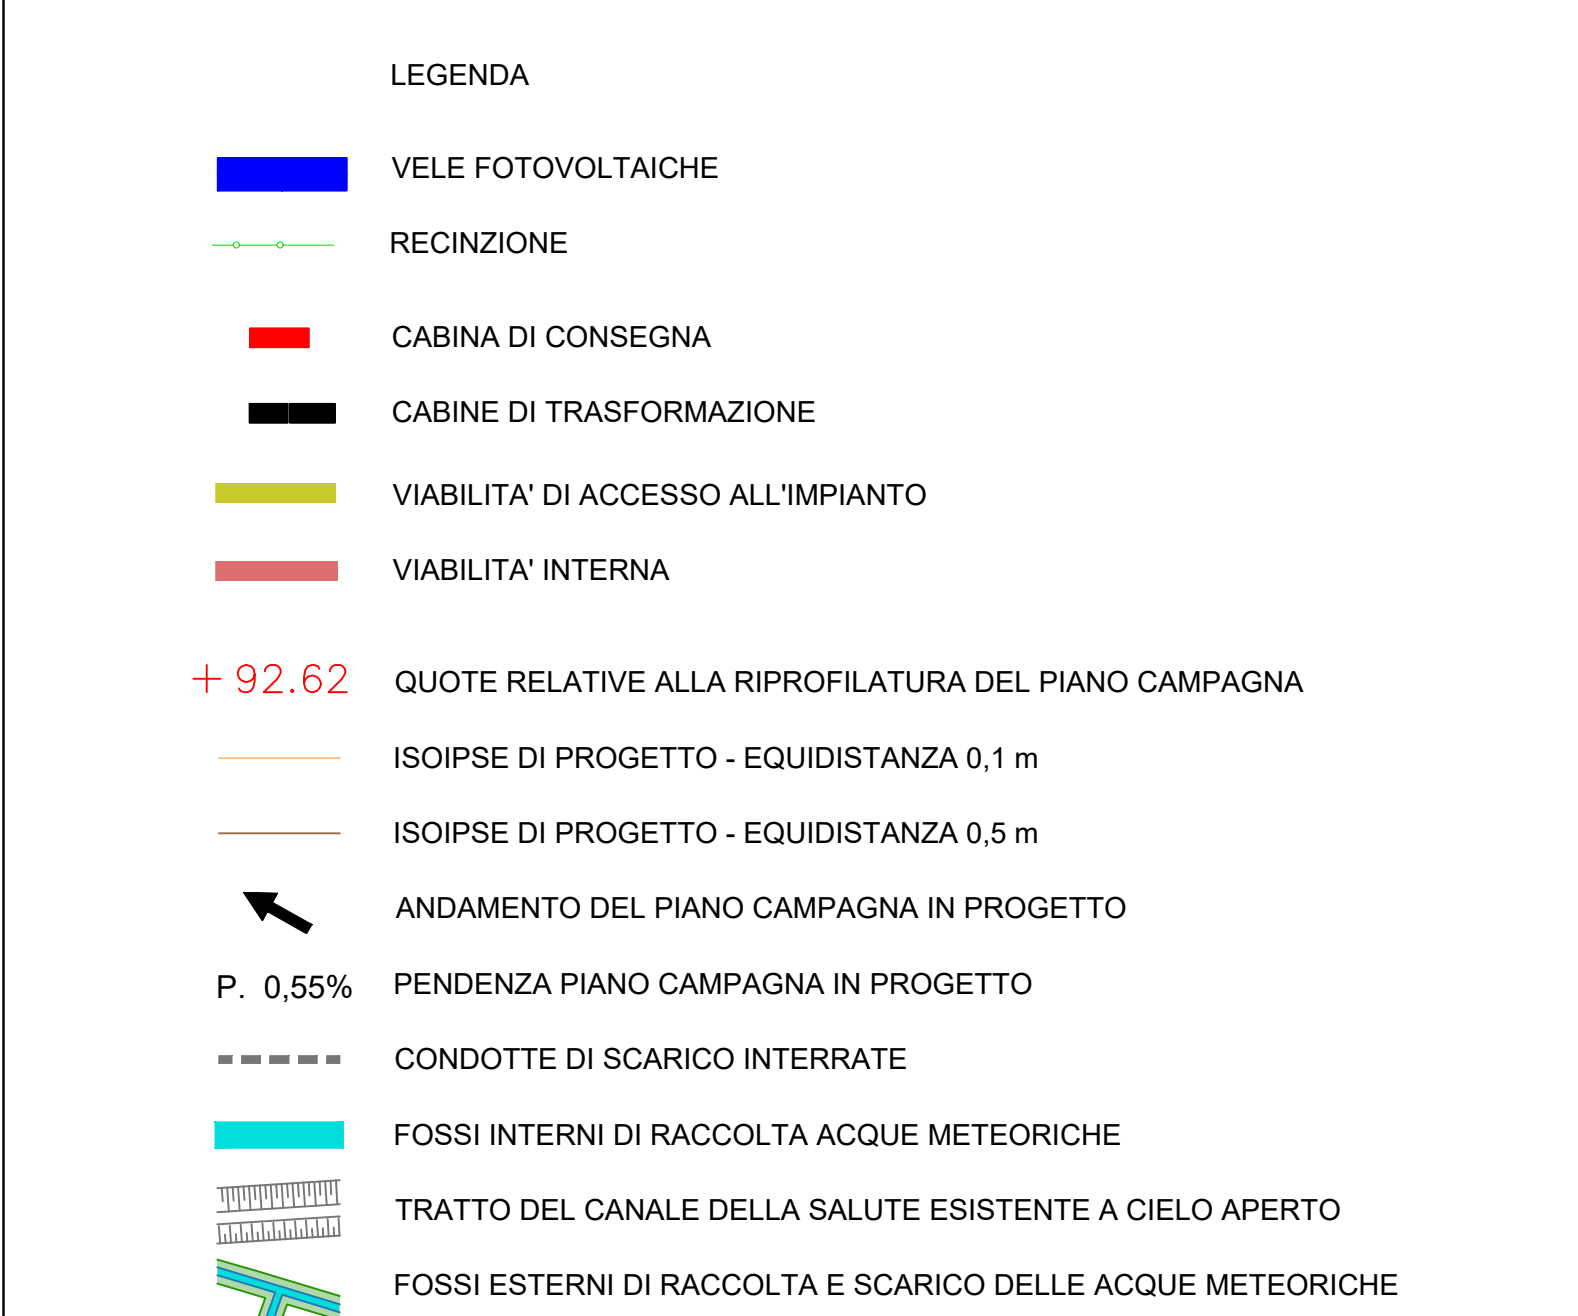 LEGENDA
VELE FOTOVOLTAICHE
RECINZIONE
CABINA DI CONSEGNA
CABINE DI TRASFORMAZIONE
VIABILITA' DI ACCESSO ALL'IMPIANTO
VIABILITA' INTERNA
+ 92.62 QUOTE RELATIVE ALLA RIPROFILATURA DEL PIANO CAMPAGNA
ISOIPSE DI PROGETTO - EQUIDISTANZA 0,1 m
ISOIPSE DI PROGETTO - EQUIDISTANZA 0,5 m
ANDAMENTO DEL PIANO CAMPAGNA IN PROGETTO
P. 0,55% PENDENZA PIANO CAMPAGNA IN PROGETTO
CONDOTTE DI SCARICO INTERRATE
FOSSI INTERNI DI RACCOLTA ACQUE METEORICHE
TRATTO DEL CANALE DELLA SALUTE ESISTENTE A CIELO APERTO
FOSSI ESTERNI DI RACCOLTA E SCARICO DELLE ACQUE METEORICHE